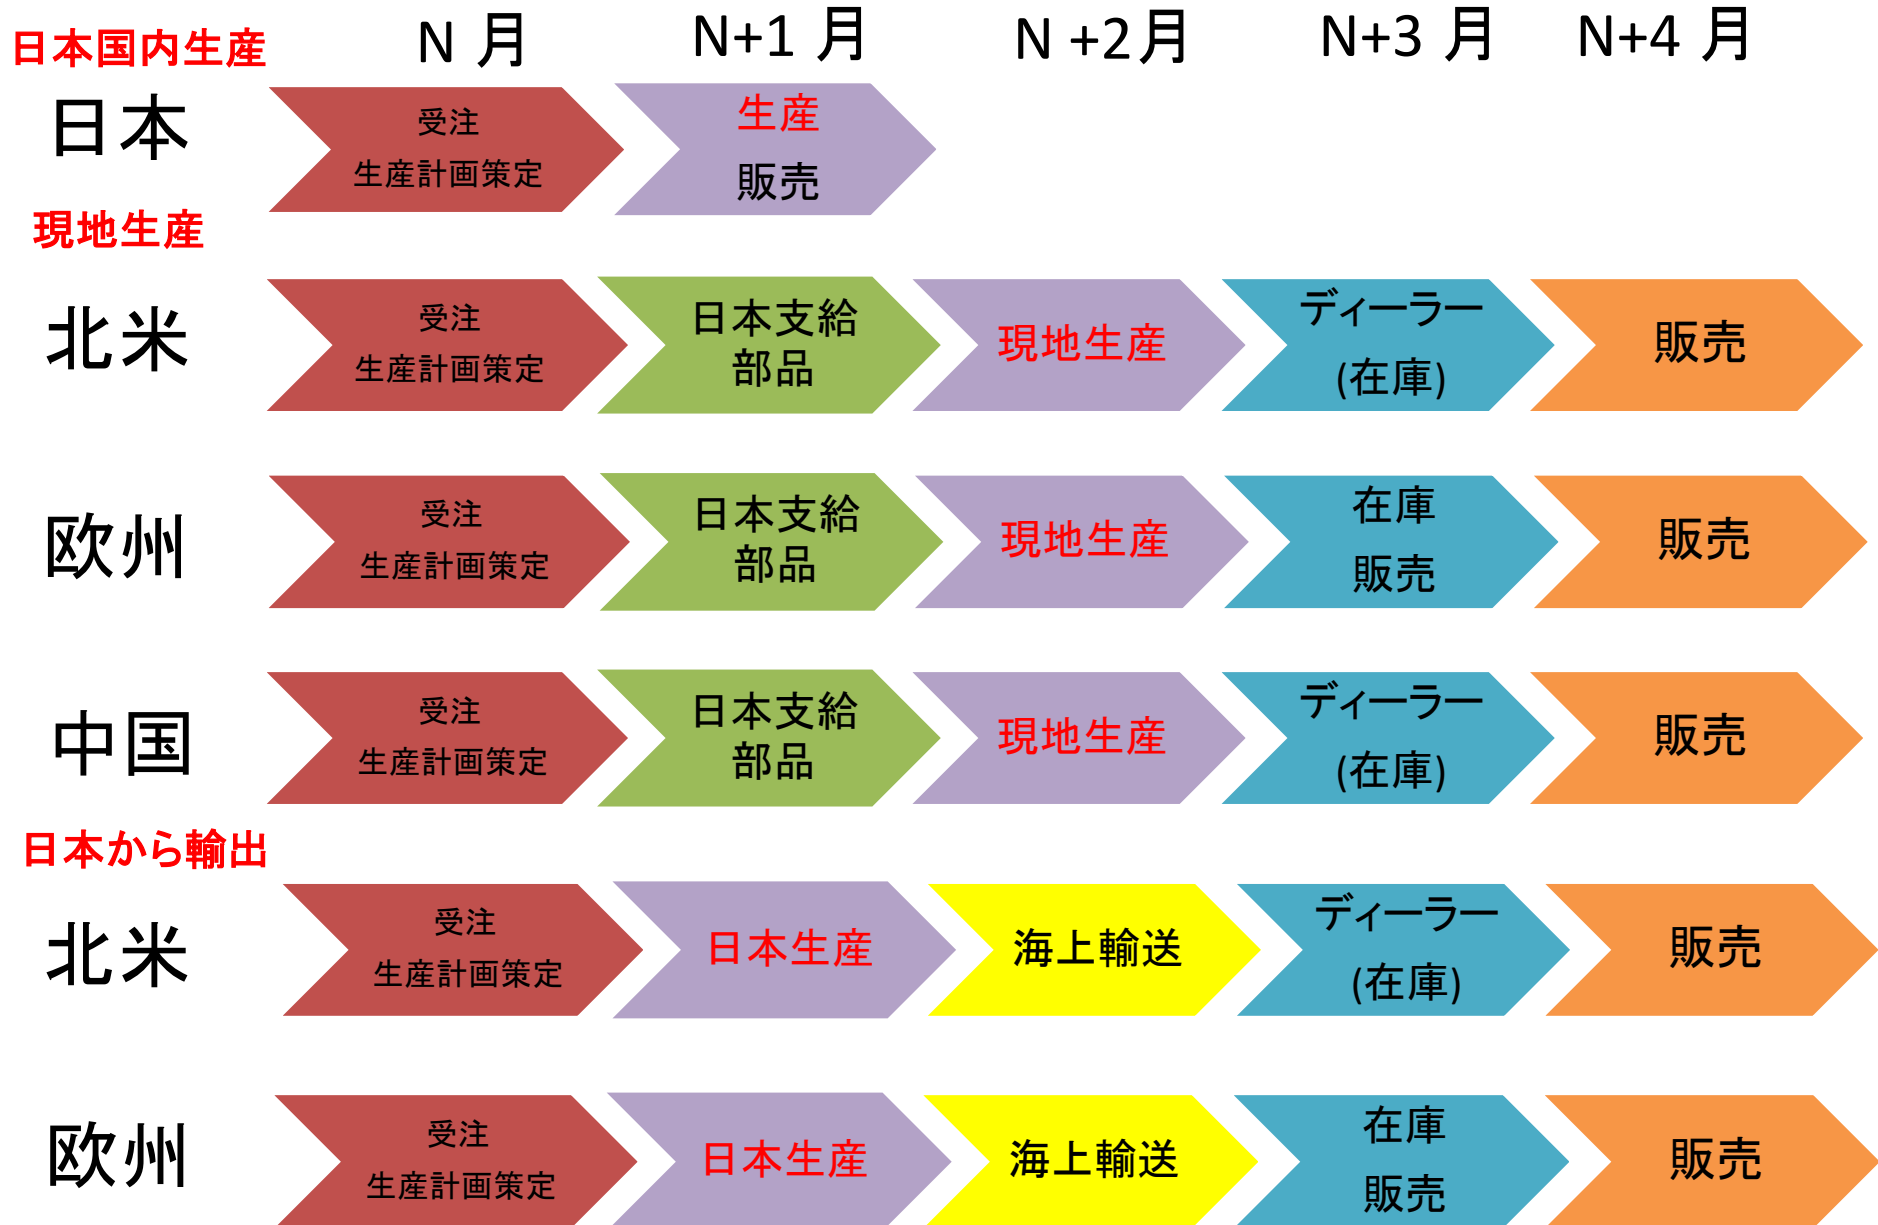 N 月
N+1 月
N +2月
N+3 月
N+4 月
日本国内生産
日本
受注
生産計画策定
生産
販売
現地生産
北米
受注
生産計画策定
日本支給
部品
現地生産
ディーラー
(在庫)
販売
欧州
受注
生産計画策定
日本支給
部品
現地生産
在庫
販売
販売
中国
受注
生産計画策定
日本支給
部品
現地生産
ディーラー
(在庫)
販売
日本から輸出
北米
受注
生産計画策定
日本生産
海上輸送
ディーラー
(在庫)
販売
欧州
受注
生産計画策定
日本生産
海上輸送
在庫
販売
販売